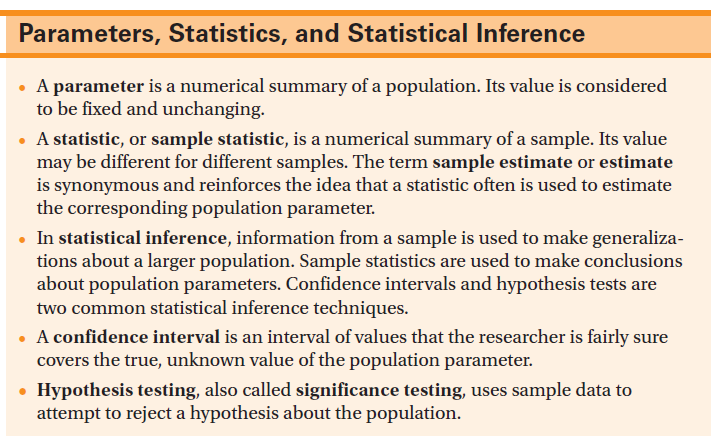 Parameters, Statistics, and Statistical Inference
• A parameter is a numerical summary of a population. Its value is considered
to be fixed and unchanging.
• A statistic, or sample statistic, is a numerical summary of a sample. Its value
may be different for different samples. The term sample estimate or estimate
is synonymous and reinforces the idea that a statistic often is used to estimate
the corresponding population parameter.
• In statistical inference, information from a sample is used to make generaliza-
tions about a larger population. Sample statistics are used to make conclusions
about population parameters. Confidence intervals and hypothesis tests are
two common statistical inference techniques.
• A confidence interval is an interval of values that the researcher is fairly sure
covers the true, unknown value of the population parameter.
• Hypothesis testing, also called significance testing, uses sample data to
attempt to reject a hypothesis about the population.